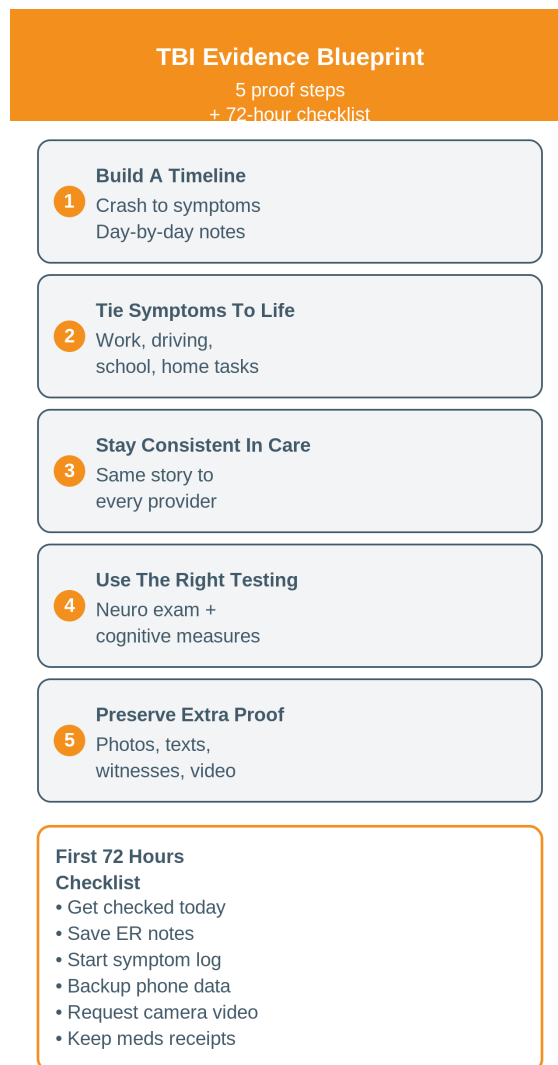 TBI Evidence Blueprint
5 proof steps
+ 72-hour checklist
Build A Timeline
1
Crash to symptoms
Day-by-day notes
Tie Symptoms To Life
2
Work, driving,
school, home tasks
Stay Consistent In Care
3
Same story to
every provider
Use The Right Testing
4
Neuro exam +
cognitive measures
Preserve Extra Proof
5
Photos, texts,
witnesses, video
First 72 Hours
Checklist
• Get checked today
• Save ER notes
• Start symptom log
• Backup phone data
• Request camera video
• Keep meds receipts